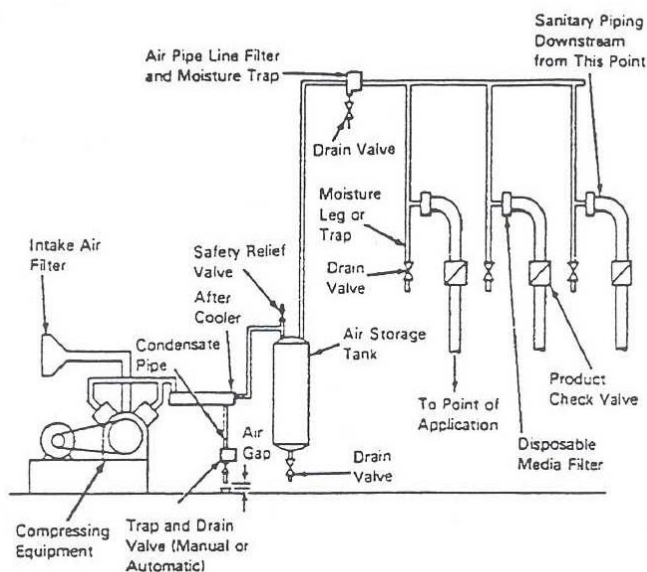 Sanitary Piping
Downstream
from This Point
Air Pipe Line Filter
and Moisture Trap
Drain Valve
Moisture
Leg or
Trap
Intake Air
Filter
Safety Relief
Valve
Drain
Valve
After
Cooler
Condensate
Pipe
Air Storage
Tank
Product
Check Valve
To Point of
Application
Air
Gap
Disposable
Media Filter
Drain
Valve
Compressing
Equipment
Trap and Drain
Valve (Manual or
Automatic)